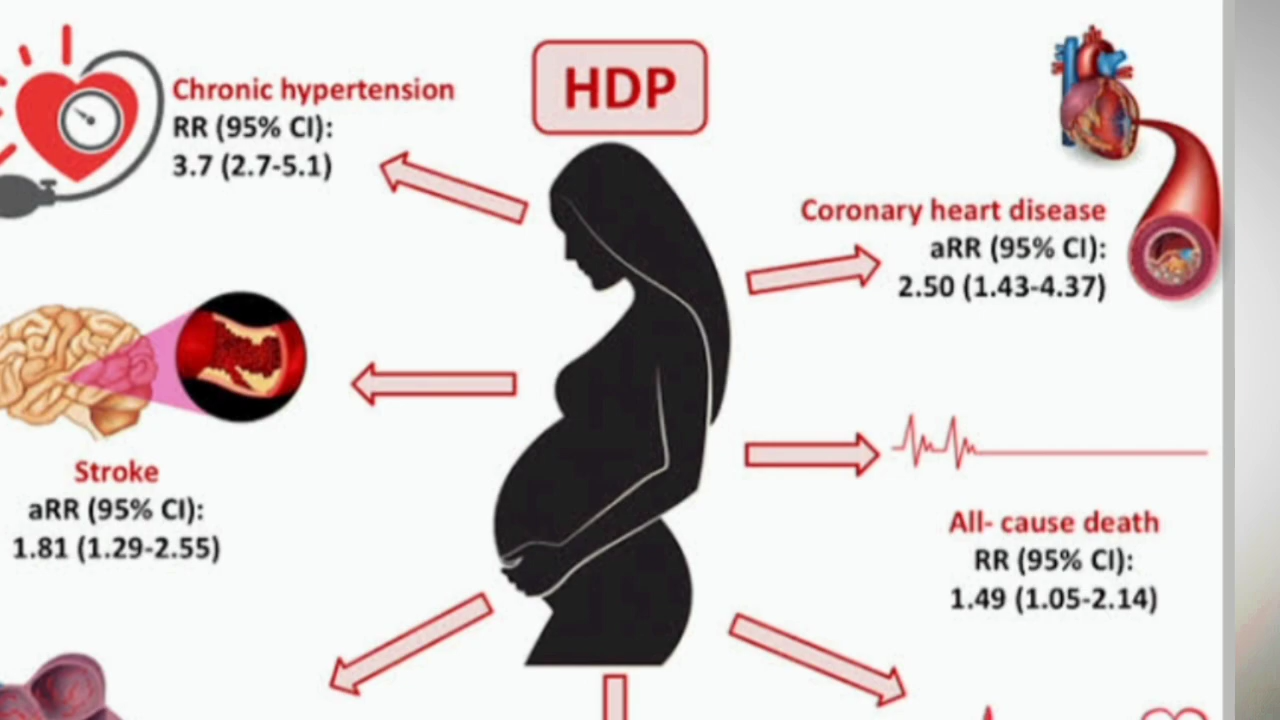 HDP
Chronic hypertension
RR (95% CI):
3.7 (2.7-5.1)
Coronary heart disease
aRR (95% CI):
2.50 (1.43-4.37)
Stroke
aRR (95% CI):
1.81 (1.29-2.55)
All- cause death
RR (95% CI):
1.49 (1.05-2.14)